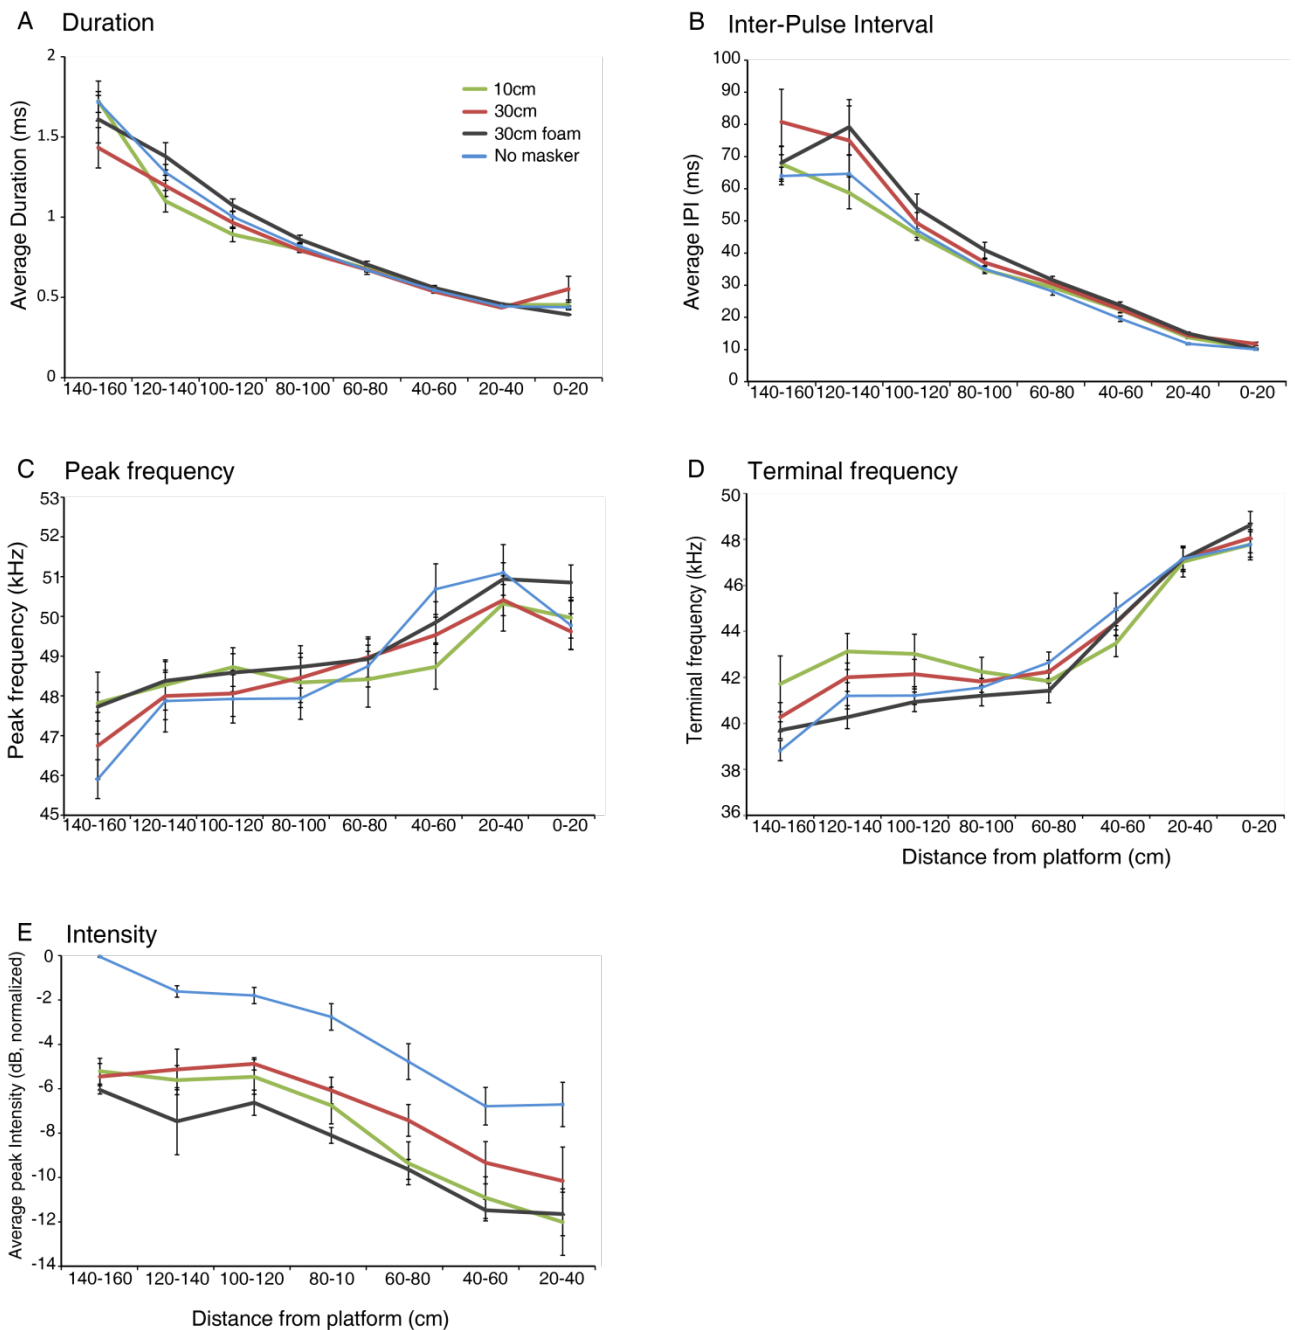 A Duration
Average Duration (ms)
2
1.5
1
0.5
0
10cm
30cm
30cm foam
No masker
140-160 120-140 100-120 80-100 60-80 40-60 20-40 0-20
B Inter-Pulse Interval
Average IPI (ms)
100
90
80
70
60
50
40
30
20
10
0
140-160 120-140 100-120 80-100 60-80 40-60 20-40 0-20
C Peak frequency
Peak frequency (kHz)
53
52
51
50
49
48
47
46
45
140-160 120-140 100-120 80-100 60-80 40-60 20-40 0-20
D Terminal frequency
Terminal frequency (kHz)
50
48
46
44
42
40
38
36
140-160 120-140 100-120 80-100 60-80 40-60 20-40 0-20
Distance from platform (cm)
E Intensity
Average peak Intensity (dB, normalized)
0
-2
-4
-6
-8
-10
-12
-14
140-160 120-140 100-120 80-10 60-80 40-60 20-40
Distance from platform (cm)